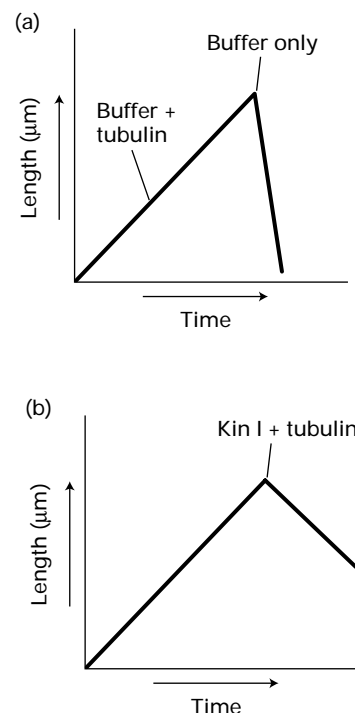 (a)
Buffer only
Buffer +
tubulin
Length (μm)
Time
(b)
Kin I + tubulin
Length (μm)
Time